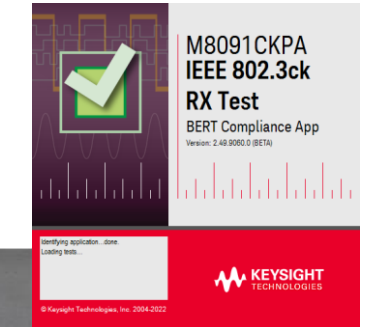 M8091CKPA
IEEE 802.3ck
RX Test
BERT Compliance App
Version: 2.49.9060.0 (BETA)
Identifying application...done.
Loading tests...
KEYSIGHT
TECHNOLOGIES
© Keysight Technologies, Inc. 2004-2022